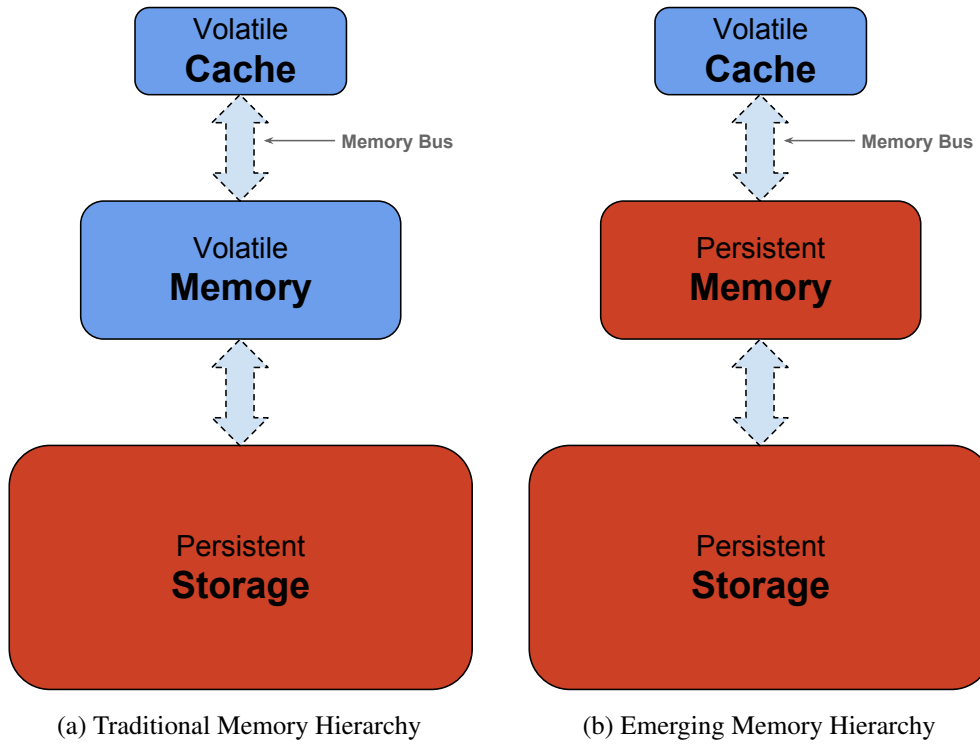 Volatile
Cache
Memory Bus
Volatile
Memory
Persistent
Storage
(a) Traditional Memory Hierarchy
Volatile
Cache
Memory Bus
Persistent
Memory
Persistent
Storage
(b) Emerging Memory Hierarchy